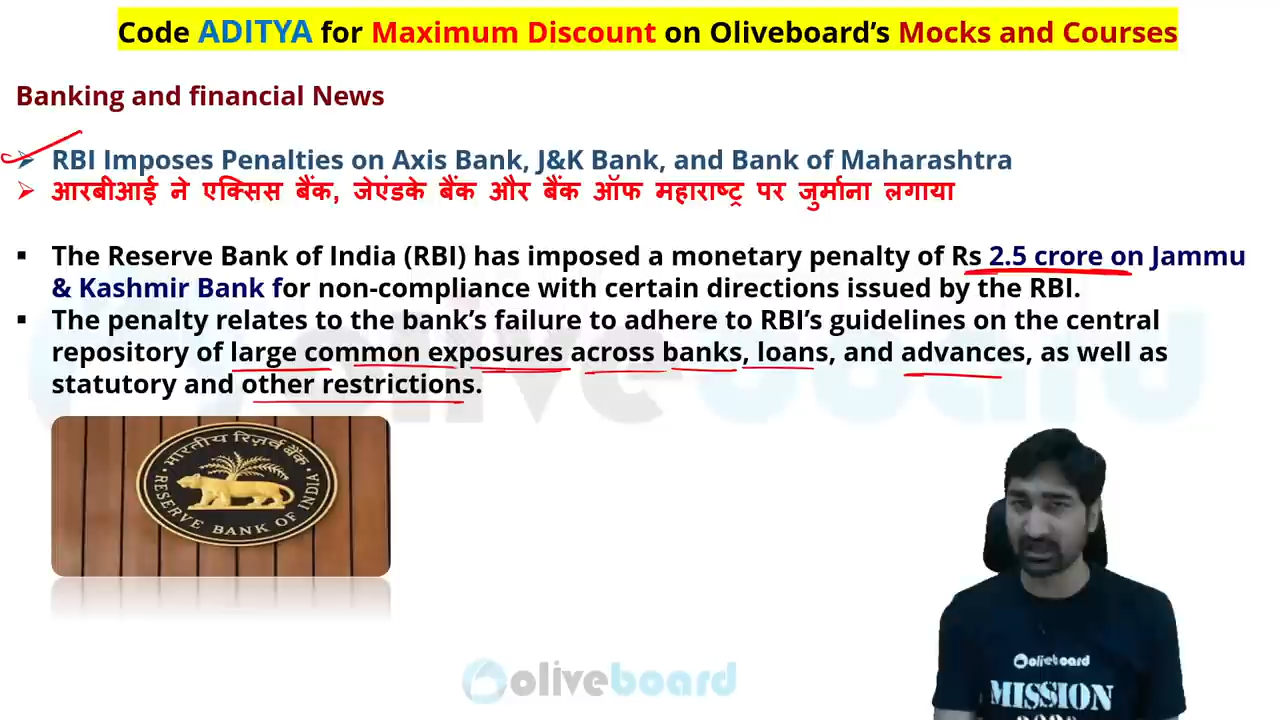 Code ADITYA for Maximum Discount on Oliveboard's Mocks and Courses
Banking and financial News
➢ RBI Imposes Penalties on Axis Bank, J&K Bank, and Bank of Maharashtra
➢ आरबीआई ने एक्सिस बैंक, जेएंडके बैंक और बैंक ऑफ महाराष्ट्र पर जुर्माना लगाया
▪ The Reserve Bank of India (RBI) has imposed a monetary penalty of Rs 2.5 crore on Jammu
& Kashmir Bank for non-compliance with certain directions issued by the RBI.
▪ The penalty relates to the bank's failure to adhere to RBI's guidelines on the central
repository of large common exposures across banks, loans, and advances, as well as
statutory and other restrictions.
भारतीय रिज़र्व बैंक
RESERVE BANK OF INDIA
oliveboard
MISSION
oliveboard